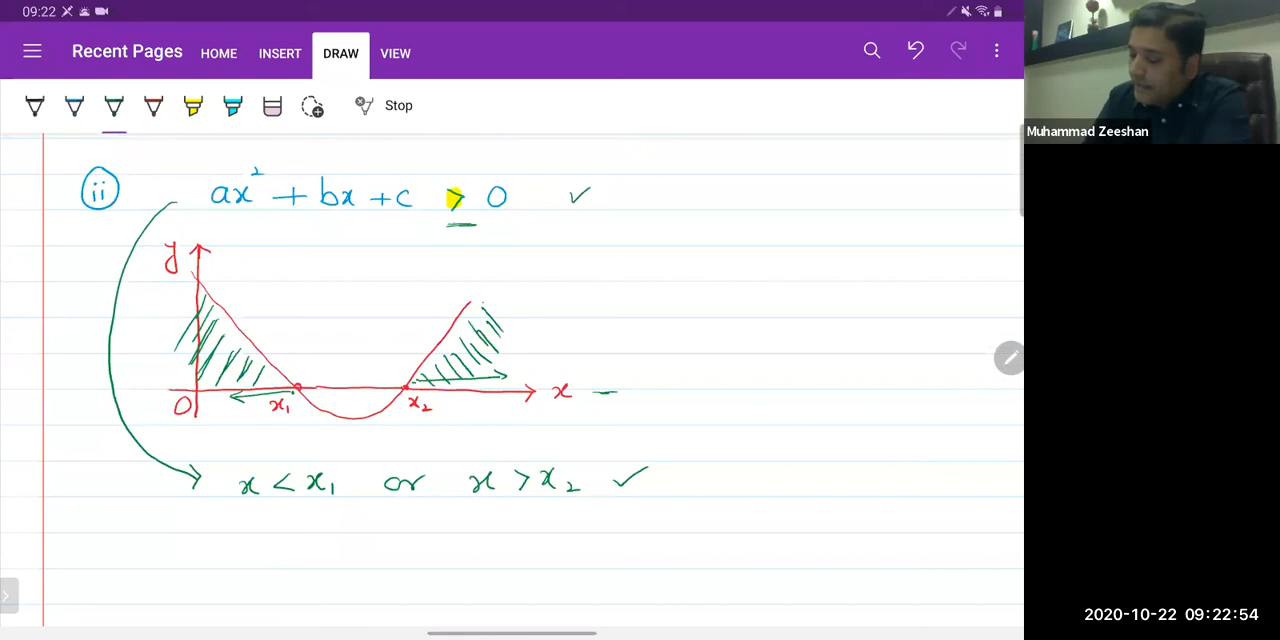 09:22
Recent Pages HOME INSERT DRAW VIEW
Stop
Muhammad Zeeshan
ii ax² + bx + c > 0 ✓
y
O x₁ x₂ x –
x < x₁ or x > x₂ ✓
2020-10-22 09:22:54